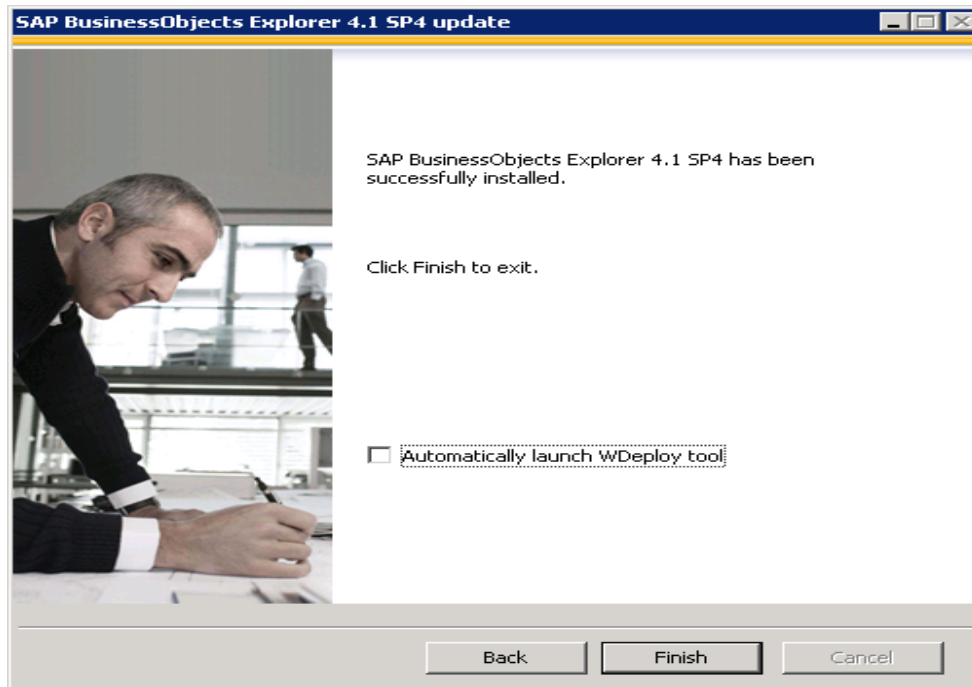 SAP BusinessObjects Explorer 4.1 SP4 update
SAP BusinessObjects Explorer 4.1 SP4 has been
successfully installed.
Click Finish to exit.
Automatically launch WDeploy tool
Back
Finish
Cancel